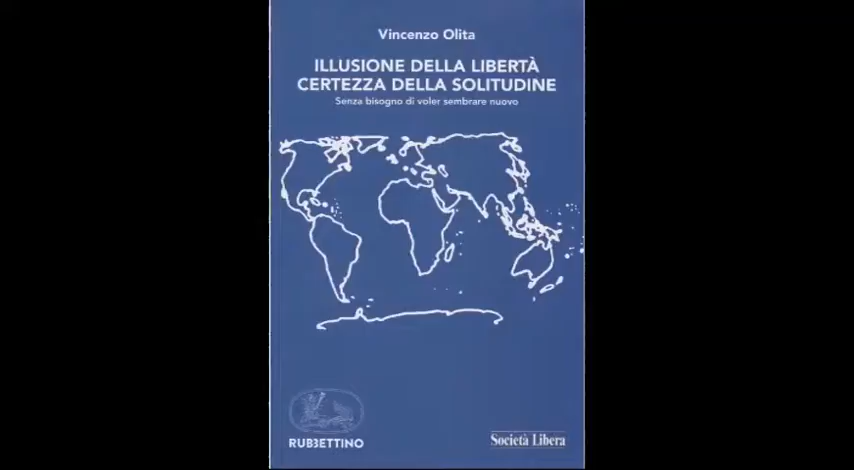 Vincenzo Olita
ILLUSIONE DELLA LIBERTÀ
CERTEZZA DELLA SOLITUDINE
Senza bisogno di voler sembrare nuovo
RUBBETTINO
Società Libera